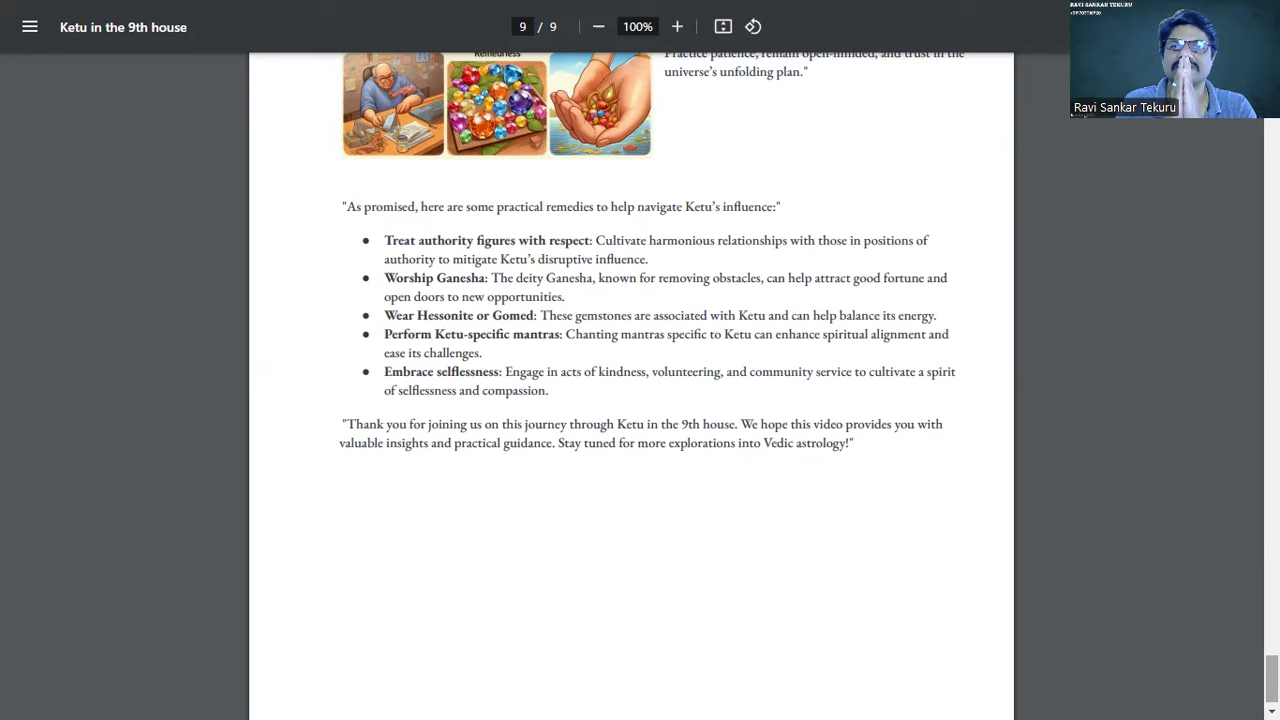 Ketu in the 9th house
9 / 9
100%
RAVI SANKAR TEKURU
Ravi Sankar Tekuru
Remedness
Practice patience, remain open-minded, and trust in the
universe's unfolding plan."
"As promised, here are some practical remedies to help navigate Ketu's influence:"
● Treat authority figures with respect: Cultivate harmonious relationships with those in positions of
authority to mitigate Ketu's disruptive influence.
● Worship Ganesha: The deity Ganesha, known for removing obstacles, can help attract good fortune and
open doors to new opportunities.
● Wear Hessonite or Gomed: These gemstones are associated with Ketu and can help balance its energy.
● Perform Ketu-specific mantras: Chanting mantras specific to Ketu can enhance spiritual alignment and
ease its challenges.
● Embrace selflessness: Engage in acts of kindness, volunteering, and community service to cultivate a spirit
of selflessness and compassion.
"Thank you for joining us on this journey through Ketu in the 9th house. We hope this video provides you with
valuable insights and practical guidance. Stay tuned for more explorations into Vedic astrology!"